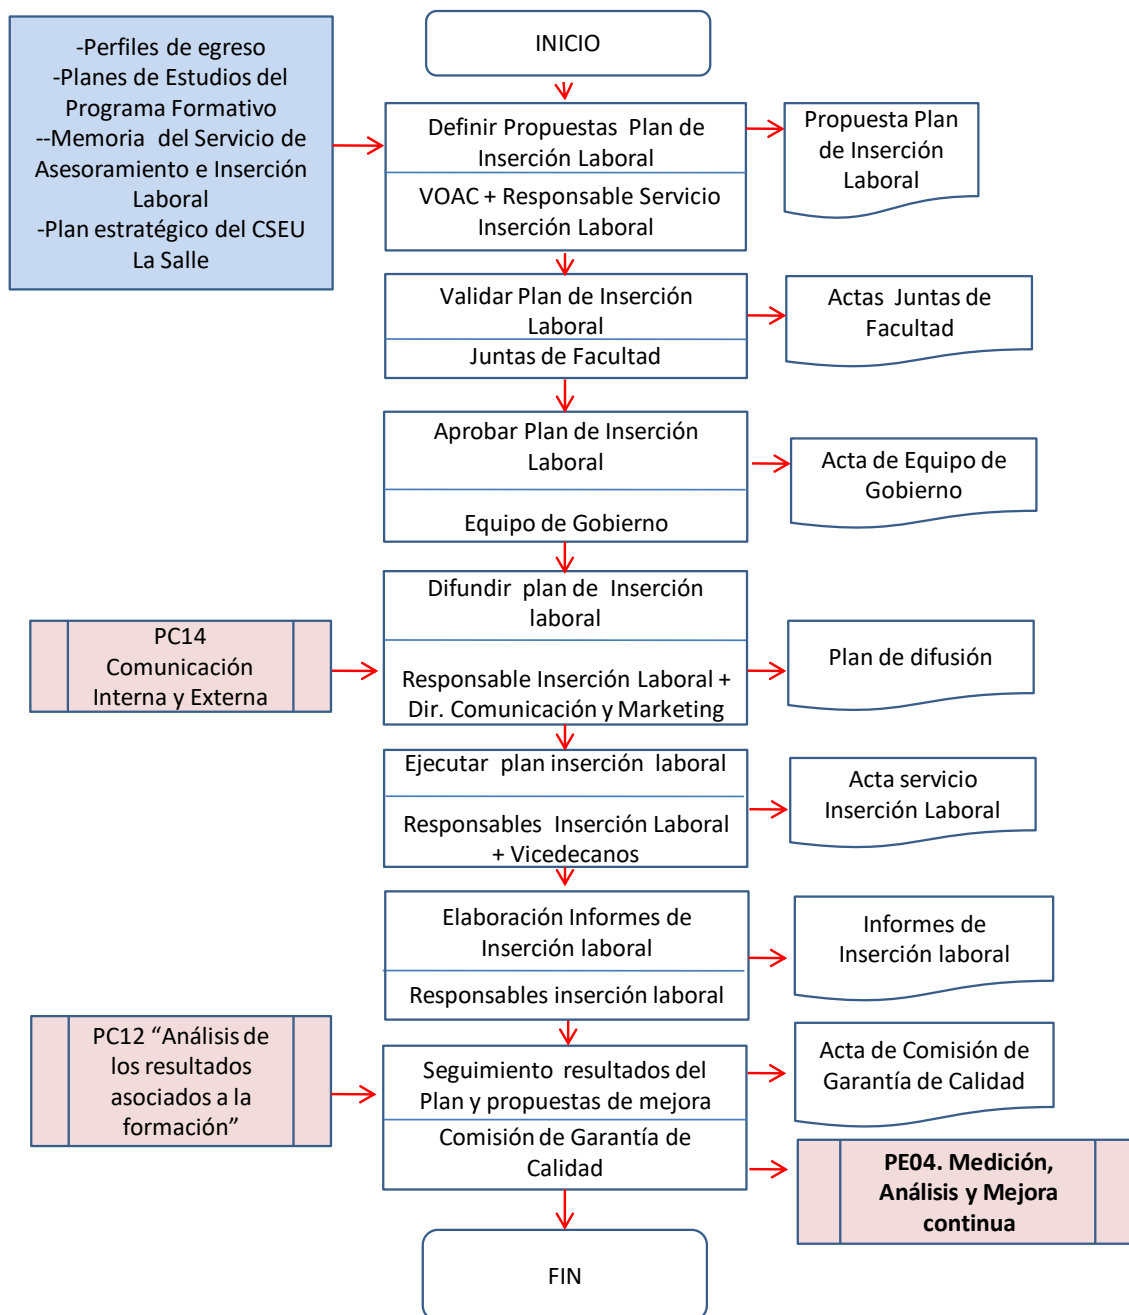 INICIO
-Perfiles de egreso
-Planes de Estudios del
Programa Formativo
--Memoria del Servicio de
Asesoramiento e Inserción
Laboral
-Plan estratégico del CSEU
La Salle
Definir Propuestas Plan de
Inserción Laboral
VOAC + Responsable Servicio
Inserción Laboral
Propuesta Plan
de Inserción
Laboral
Validar Plan de Inserción
Laboral
Juntas de Facultad
Actas Juntas de
Facultad
Aprobar Plan de Inserción
Laboral
Equipo de Gobierno
Acta de Equipo de
Gobierno
PC14
Comunicación
Interna y Externa
Difundir plan de Inserción
laboral
Responsable Inserción Laboral +
Dir. Comunicación y Marketing
Plan de difusión
Ejecutar plan inserción laboral
Responsables Inserción Laboral
+ Vicedecanos
Acta servicio
Inserción Laboral
Elaboración Informes de
Inserción laboral
Responsables inserción laboral
Informes de
Inserción laboral
PC12 “Análisis de
los resultados
asociados a la
formación”
Seguimiento resultados del
Plan y propuestas de mejora
Comisión de Garantía de
Calidad
Acta de Comisión de
Garantía de Calidad
PE04. Medición,
Análisis y Mejora
continua
FIN